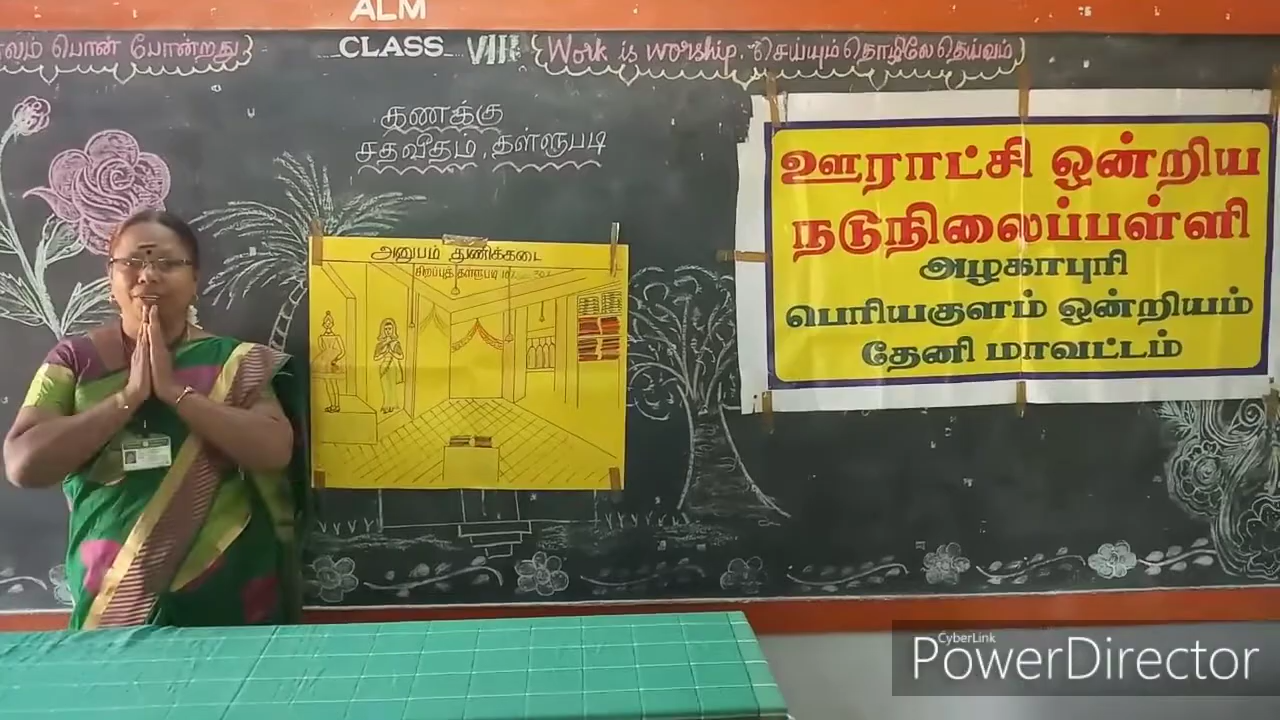 ALM
CLASS VIII
பொன் போன்றது
Work is worship. செய்யும் தொழிலே தெய்வம்
கணக்கு
சதவீதம், தள்ளுபடி
அனுபம் துணிக்கடை
சிறப்புத் தள்ளுபடி
ஊராட்சி ஒன்றிய
நடுநிலைப்பள்ளி
அழகாபுரி
பெரியகுளம் ஒன்றியம்
தேனி மாவட்டம்
CyberLink
PowerDirector